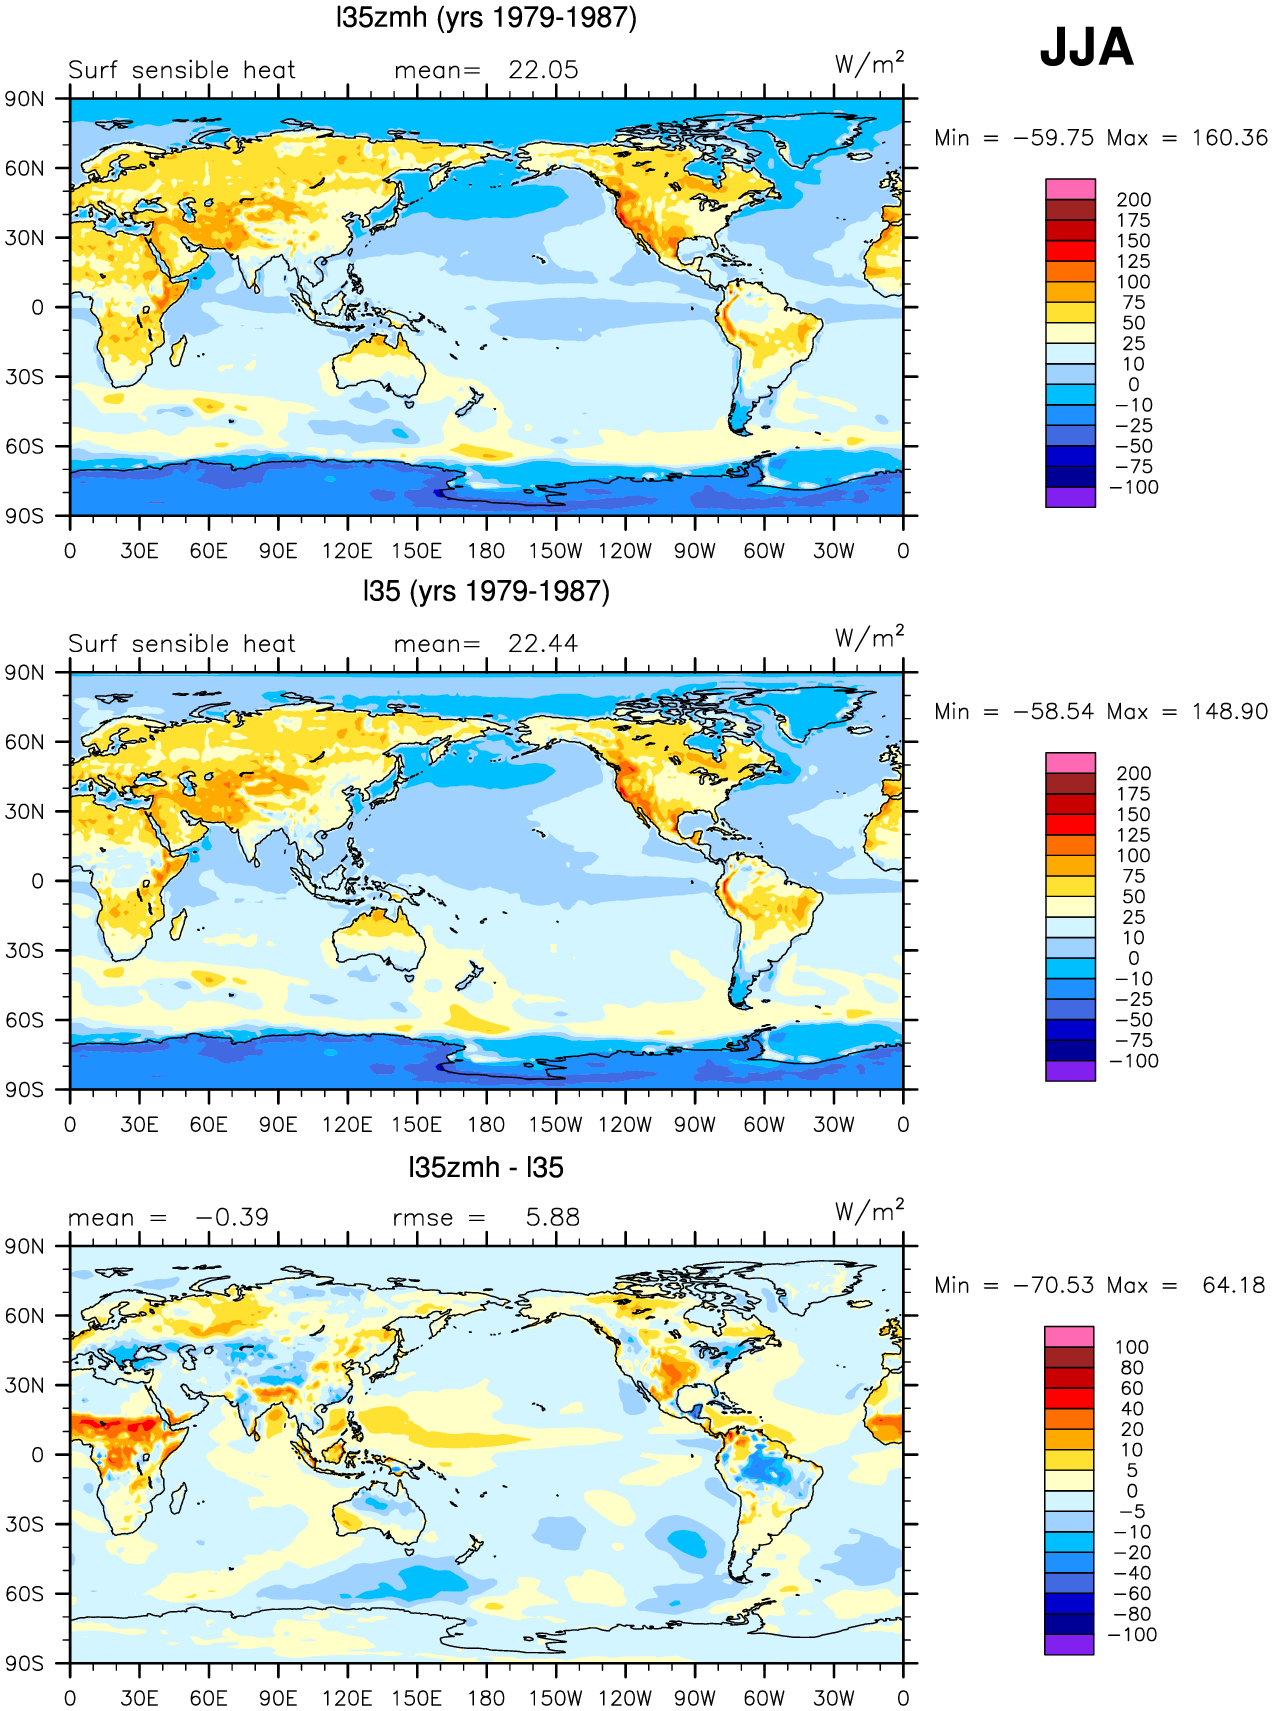 l35zmh (yrs 1979-1987)
JJA
Surf sensible heat mean= 22.05 W/m²
Min = −59.75 Max = 160.36
90N
60N
30N
0
30S
60S
90S
0 30E 60E 90E 120E 150E 180 150W 120W 90W 60W 30W 0
200
175
150
125
100
75
50
25
10
0
−10
−25
−50
−75
−100
l35 (yrs 1979-1987)
Surf sensible heat mean= 22.44 W/m²
Min = −58.54 Max = 148.90
90N
60N
30N
0
30S
60S
90S
0 30E 60E 90E 120E 150E 180 150W 120W 90W 60W 30W 0
200
175
150
125
100
75
50
25
10
0
−10
−25
−50
−75
−100
l35zmh - l35
mean = −0.39 rmse = 5.88 W/m²
Min = −70.53 Max = 64.18
90N
60N
30N
0
30S
60S
90S
0 30E 60E 90E 120E 150E 180 150W 120W 90W 60W 30W 0
100
80
60
40
20
10
5
0
−5
−10
−20
−40
−60
−80
−100